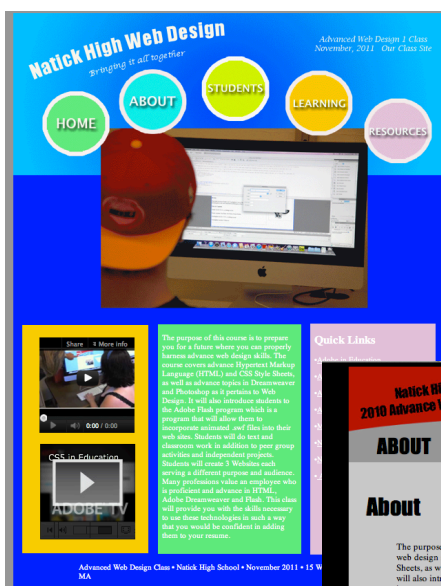 Natick High Web Design
Bringing it all together
Advanced Web Design 1 Class
November, 2011 Our Class Site
HOME
ABOUT
STUDENTS
LEARNING
RESOURCES
Share More Info
0:00 / 0:00
CS5 in Education
ADOBE TV
The purpose of this course is to prepare
you for a future where you can properly
harness advance web design skills. The
course covers advance Hypertext Markup
Language (HTML) and CSS Style Sheets,
as well as advance topics in Dreamweaver
and Photoshop as it pertains to Web
Design. It will also introduce students to
the Adobe Flash program which is a
program that will allow them to
incorporate animated .swf files into their
web sites. Students will do text and
classroom work in addition to peer group
activities and independent projects.
Students will create 3 Websites each
serving a different purpose and audience.
Many professions value an employee who
is proficient and advance in HTML,
Adobe Dreamweaver and Flash. This class
will provide you with the skills necessary
to use these technologies in such a way
that you would be confident in adding
them to your resume.
Quick Links
•Adobe in Education
Natick Hi
2010 Advance
ABOUT
About
The purpose
web design
Sheets, as w
will also int
Advanced Web Design Class • Natick High School • November 2011 • 15 W
MA